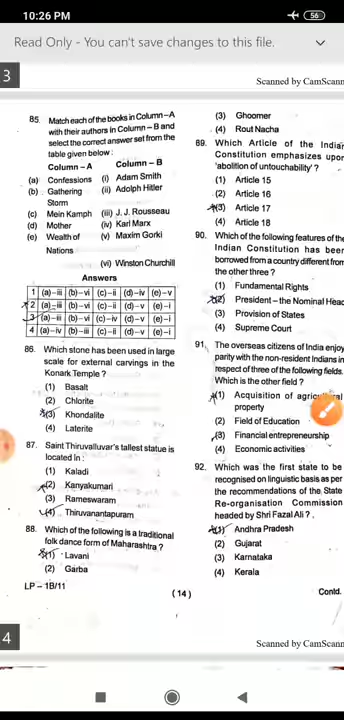 10:26 PM
56
Read Only - You can't save changes to this file.
3
Scanned by CamScann
85. Match each of the books in Column–A
with their authors in Column – B and
select the correct answer set from the
table given below :
Column - A Column - B
(a) Confessions (i) Adam Smith
(b) Gathering (ii) Adolph Hitler
Storm
(c) Mein Kamph (iii) J. J. Rousseau
(d) Mother (iv) Karl Marx
(e) Wealth of (v) Maxim Gorki
Nations
(vi) Winston Churchill
Answers
1 (a)–iii (b)–vi (c)–ii (d)–iv (e)–v
2 (a)–iii (b)–vi (c)–ii (d)–v (e)–i
3 (a)–iii (b)–vi (c)–ii (d)–v (e)–i
4 (a)–iv (b)–iii (c)–ii (d)–v (e)–i
86. Which stone has been used in large
scale for external carvings in the
Konark Temple ?
(1) Basalt
(2) Chlorite
(3) Khondalite
(4) Laterite
87. Saint Thiruvalluvar's tallest statue is
located in :
(1) Kaladi
(2) Kanyakumari
(3) Rameswaram
(4) Thiruvanantapuram
88. Which of the following is a traditional
folk dance form of Maharashtra ?
(1) Lavani
(2) Garba
LP – 1B/11
(3) Ghoomer
(4) Rout Nacha
89. Which Article of the Indian
Constitution emphasizes upon
'abolition of untouchability' ?
(1) Article 15
(2) Article 16
(3) Article 17
(4) Article 18
90. Which of the following features of the
Indian Constitution has been
borrowed from a country different from
the other three ?
(1) Fundamental Rights
(2) President – the Nominal Head
(3) Provision of States
(4) Supreme Court
91. The overseas citizens of India enjoy
parity with the non-resident Indians in
respect of three of the following fields.
Which is the other field ?
(1) Acquisition of agricultural
property
(2) Field of Education
(3) Financial entrepreneurship
(4) Economic activities
92. Which was the first state to be
recognised on linguistic basis as per
the recommendations of the State
Re-organisation Commission
headed by Shri Fazal Ali ?
(1) Andhra Pradesh
(2) Gujarat
(3) Karnataka
(4) Kerala
( 14 )
Contd.
4
Scanned by CamScann